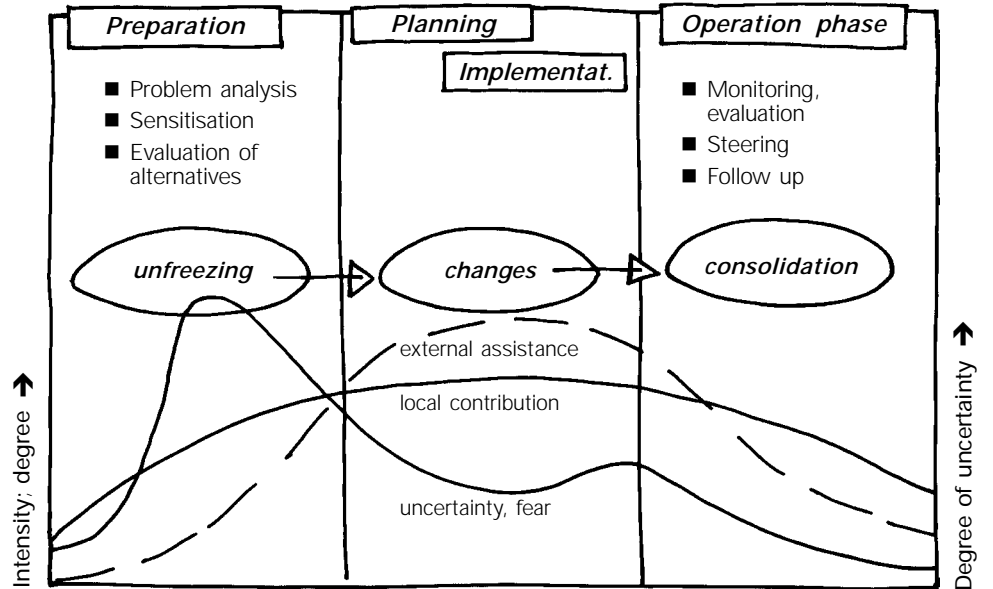 Preparation
Planning
Operation phase
Implementat.
■ Problem analysis
■ Sensitisation
■ Evaluation of
alternatives
■ Monitoring,
evaluation
■ Steering
■ Follow up
unfreezing
changes
consolidation
external assistance
local contribution
uncertainty, fear
Intensity; degree →
Degree of uncertainty →